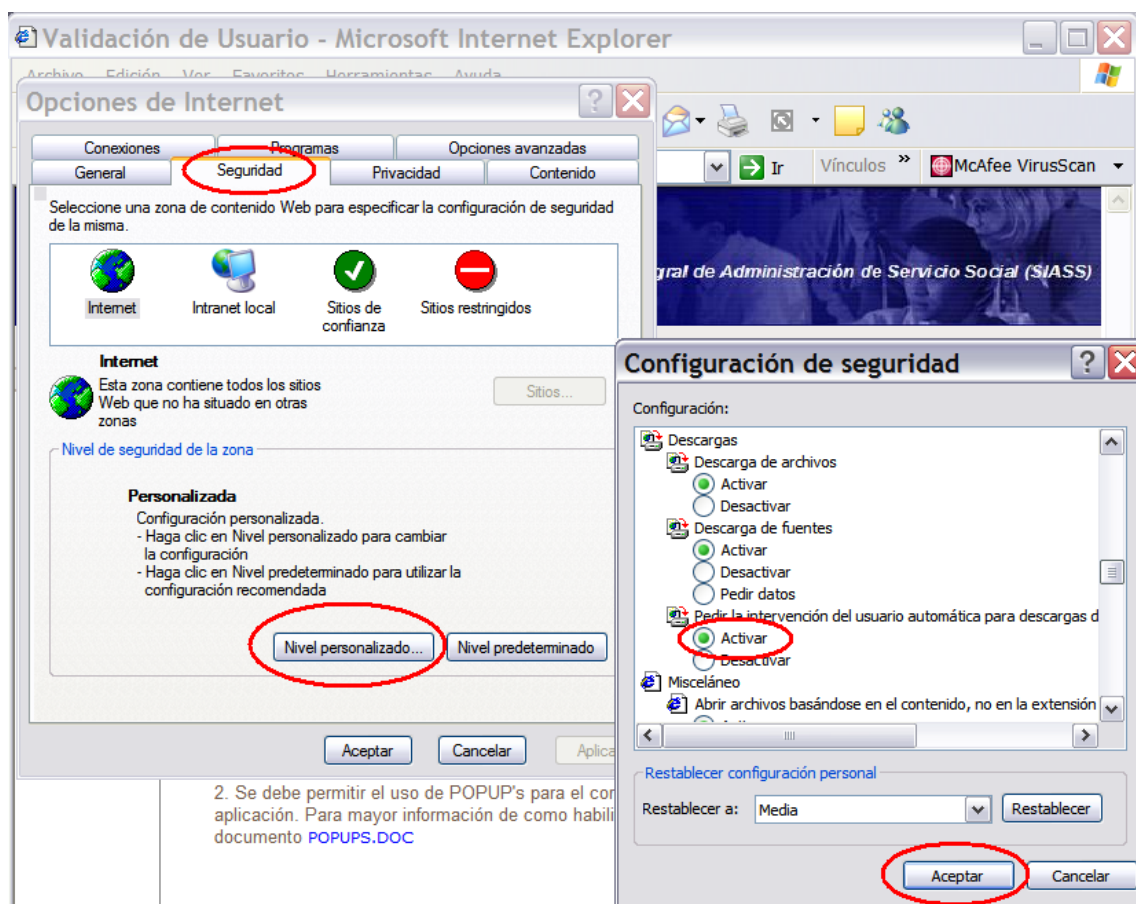 Validación de Usuario - Microsoft Internet Explorer
Archivo Edición Ver Favoritos Herramientas Ayuda
Opciones de Internet
Conexiones Programas Opciones avanzadas
General Seguridad Privacidad Contenido
Seleccione una zona de contenido Web para especificar la configuración de seguridad
de la misma.
Internet Intranet local Sitios de confianza Sitios restringidos
Internet
Esta zona contiene todos los sitios
Web que no ha situado en otras
zonas
Sitios...
Nivel de seguridad de la zona
Personalizada
Configuración personalizada.
- Haga clic en Nivel personalizado para cambiar
la configuración
- Haga clic en Nivel predeterminado para utilizar la
configuración recomendada
Nivel personalizado... Nivel predeterminado
Aceptar Cancelar Aplica
Ir Vínculos » McAfee VirusScan
gral de Administración de Servicio Social (SIASS)
Configuración de seguridad
Configuración:
Descargas
Descarga de archivos
Activar
Desactivar
Descarga de fuentes
Activar
Desactivar
Pedir datos
Pedir la intervención del usuario automática para descargas d
Activar
Desactivar
Misceláneo
Abrir archivos basándose en el contenido, no en la extensión
Restablecer configuración personal
Restablecer a: Media Restablecer
Aceptar Cancelar
2. Se debe permitir el uso de POPUP's para el cor
aplicación. Para mayor información de como habili
documento POPUPS.DOC